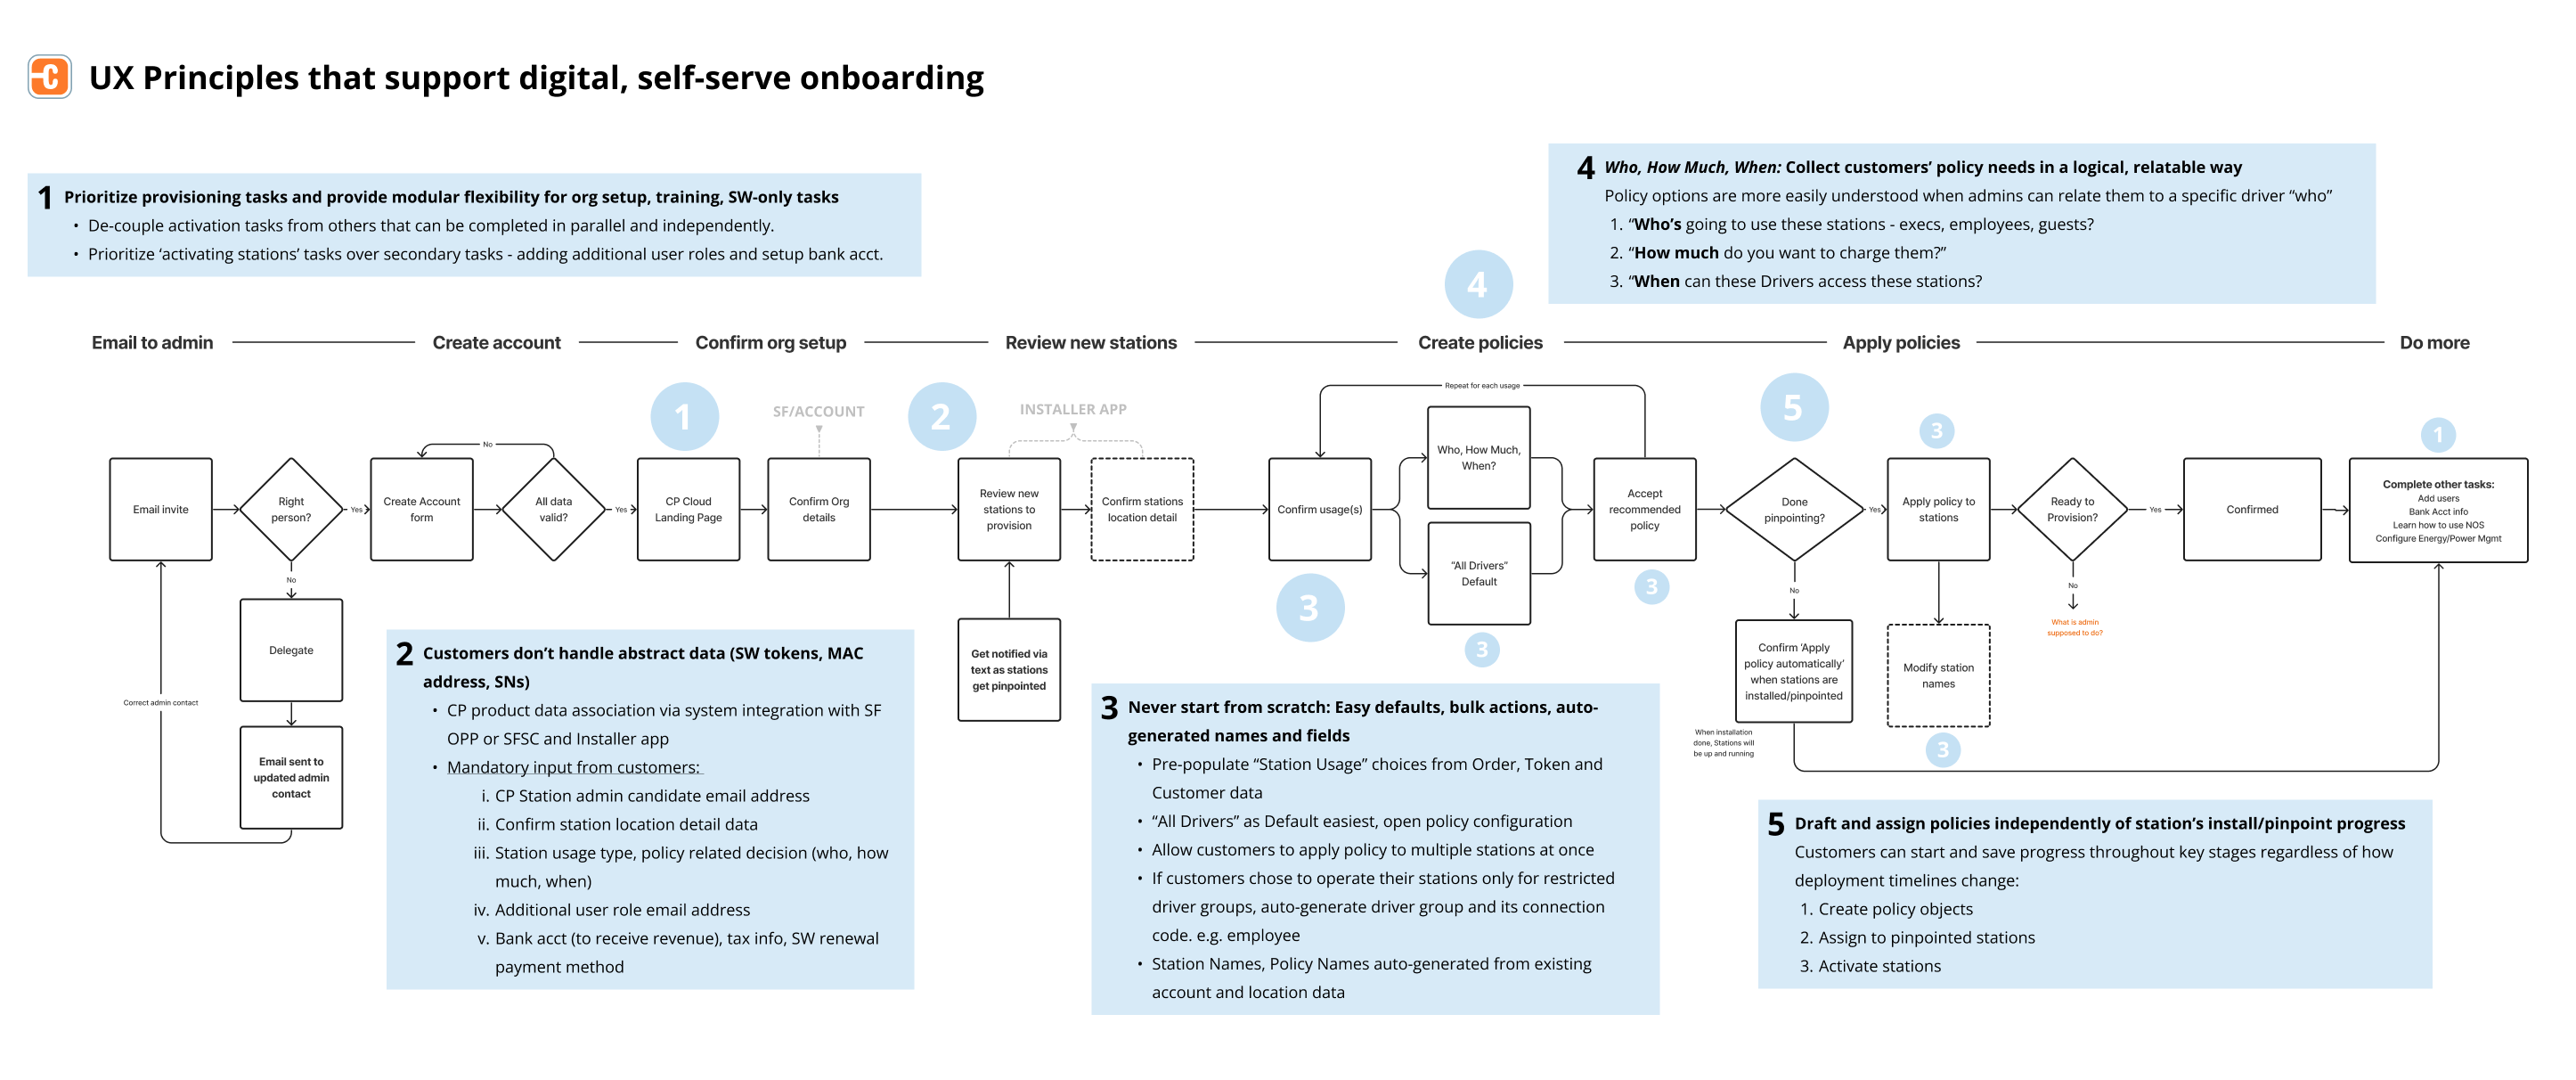 UX Principles that support digital, self-serve onboarding
1 Prioritize provisioning tasks and provide modular flexibility for org setup, training, SW-only tasks
• De-couple activation tasks from others that can be completed in parallel and independently.
• Prioritize ‘activating stations’ tasks over secondary tasks - adding additional user roles and setup bank acct.
4 Who, How Much, When: Collect customers’ policy needs in a logical, relatable way
Policy options are more easily understood when admins can relate them to a specific driver “who”
1. “Who’s going to use these stations - execs, employees, guests?
2. “How much do you want to charge them?”
3. “When can these Drivers access these stations?
4
Email to admin
Create account
Confirm org setup
Review new stations
Create policies
Apply policies
Do more
1
SF/ACCOUNT
2
INSTALLER APP
Repeat for each usage
5
3
1
No
Email invite
Right
person?
Yes
Create Account
form
All data
valid?
Yes
CP Cloud
Landing Page
Confirm Org
details
Review new
stations to
provision
Confirm stations
location detail
Confirm usage(s)
Who, How Much,
When?
“All Drivers”
Default
Accept
recommended
policy
Done
pinpointing?
Yes
Apply policy to
stations
Ready to
Provision?
Yes
Confirmed
Complete other tasks:
Add users
Bank Acct info
Learn how to use NOS
Configure Energy/Power Mgmt
No
Delegate
Email sent to
updated admin
contact
Correct admin contact
Get notified via
text as stations
get pinpointed
3
3
3
No
Confirm ‘Apply
policy automatically’
when stations are
installed/pinpointed
When installation
done, Stations will
be up and running
Modify station
names
3
No
What is admin
supposed to do?
2 Customers don’t handle abstract data (SW tokens, MAC
address, SNs)
• CP product data association via system integration with SF
OPP or SFSC and Installer app
• Mandatory input from customers:
i. CP Station admin candidate email address
ii. Confirm station location detail data
iii. Station usage type, policy related decision (who, how
much, when)
iv. Additional user role email address
v. Bank acct (to receive revenue), tax info, SW renewal
payment method
3 Never start from scratch: Easy defaults, bulk actions, auto-
generated names and fields
• Pre-populate “Station Usage” choices from Order, Token and
Customer data
• “All Drivers” as Default easiest, open policy configuration
• Allow customers to apply policy to multiple stations at once
• If customers chose to operate their stations only for restricted
driver groups, auto-generate driver group and its connection
code. e.g. employee
• Station Names, Policy Names auto-generated from existing
account and location data
5 Draft and assign policies independently of station’s install/pinpoint progress
Customers can start and save progress throughout key stages regardless of how
deployment timelines change:
1. Create policy objects
2. Assign to pinpointed stations
3. Activate stations